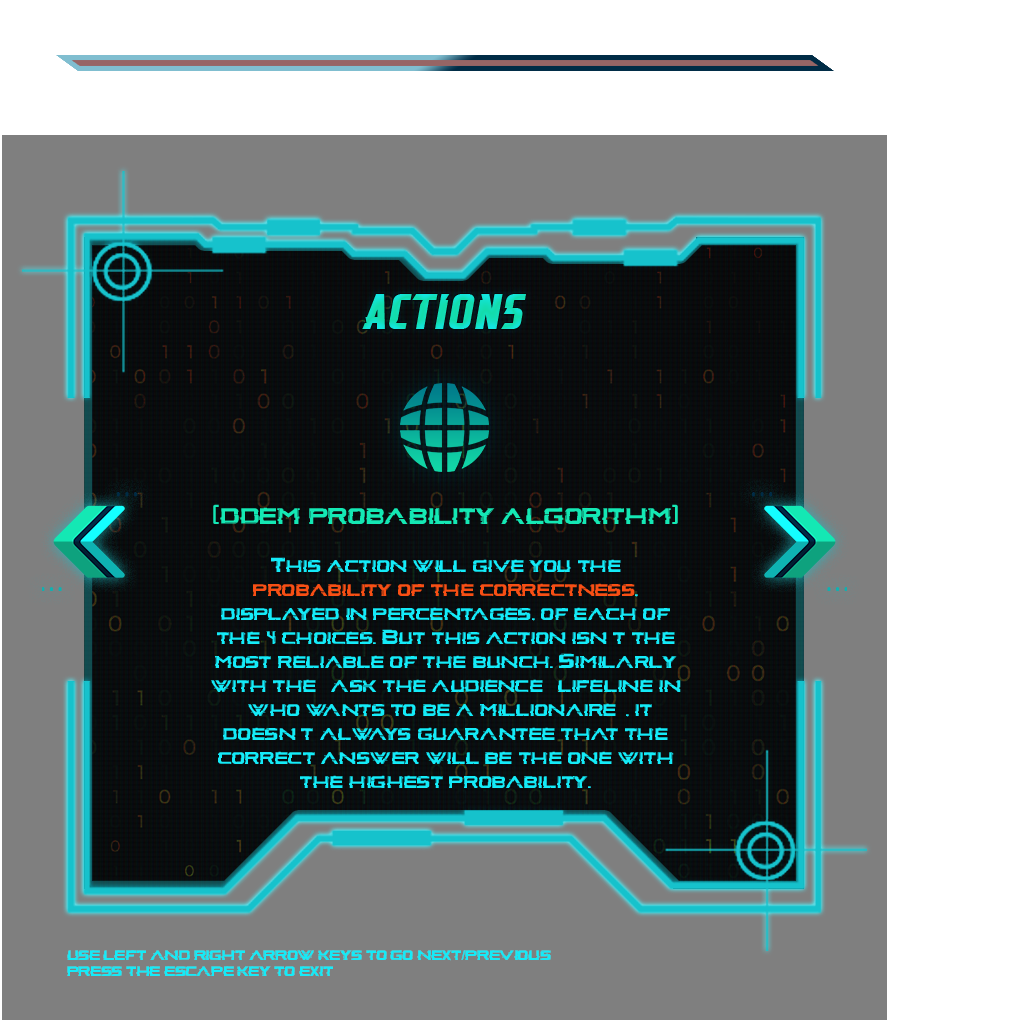 ACTIONS
[DDEM PROBABILITY ALGORITHM]
This action will give you the
probability of the correctness,
displayed in percentages, of each of
the 4 choices. But this action isn t the
most reliable of the bunch. Similarly
with the  ask the audience  lifeline in
who wants to be a millionaire , it
doesn t always guarantee that the
correct answer will be the one with
the highest probability.
USE LEFT AND RIGHT ARROW KEYS TO GO NEXT/PREVIOUS
PRESS THE ESCAPE KEY TO EXIT